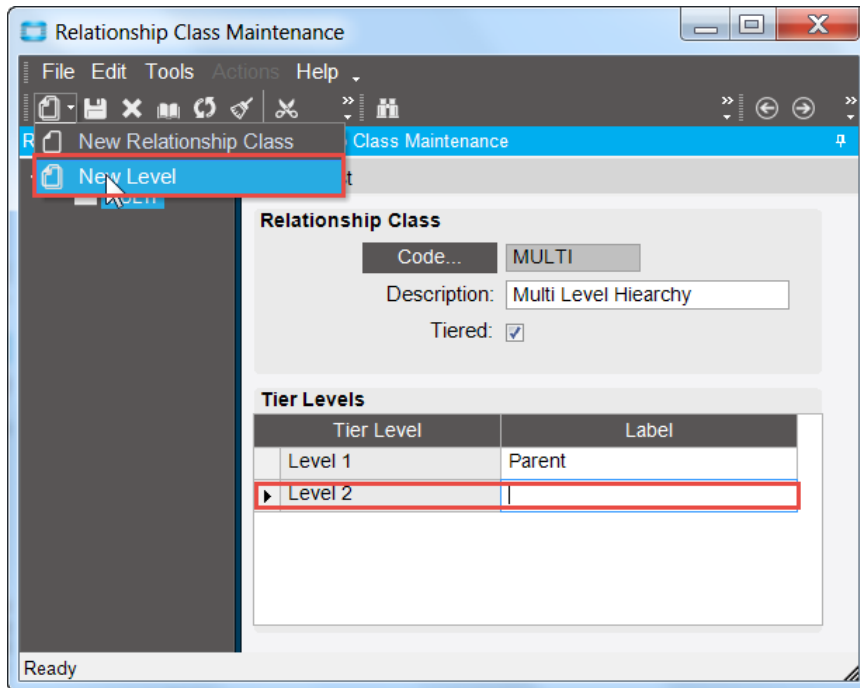 Relationship Class Maintenance
File Edit Tools Actions Help
New Relationship Class
Class Maintenance
New Level
Relationship Class
Code... MULTI
Description: Multi Level Hiearchy
Tiered:
Tier Levels
Tier Level Label
Level 1 Parent
Level 2
Ready